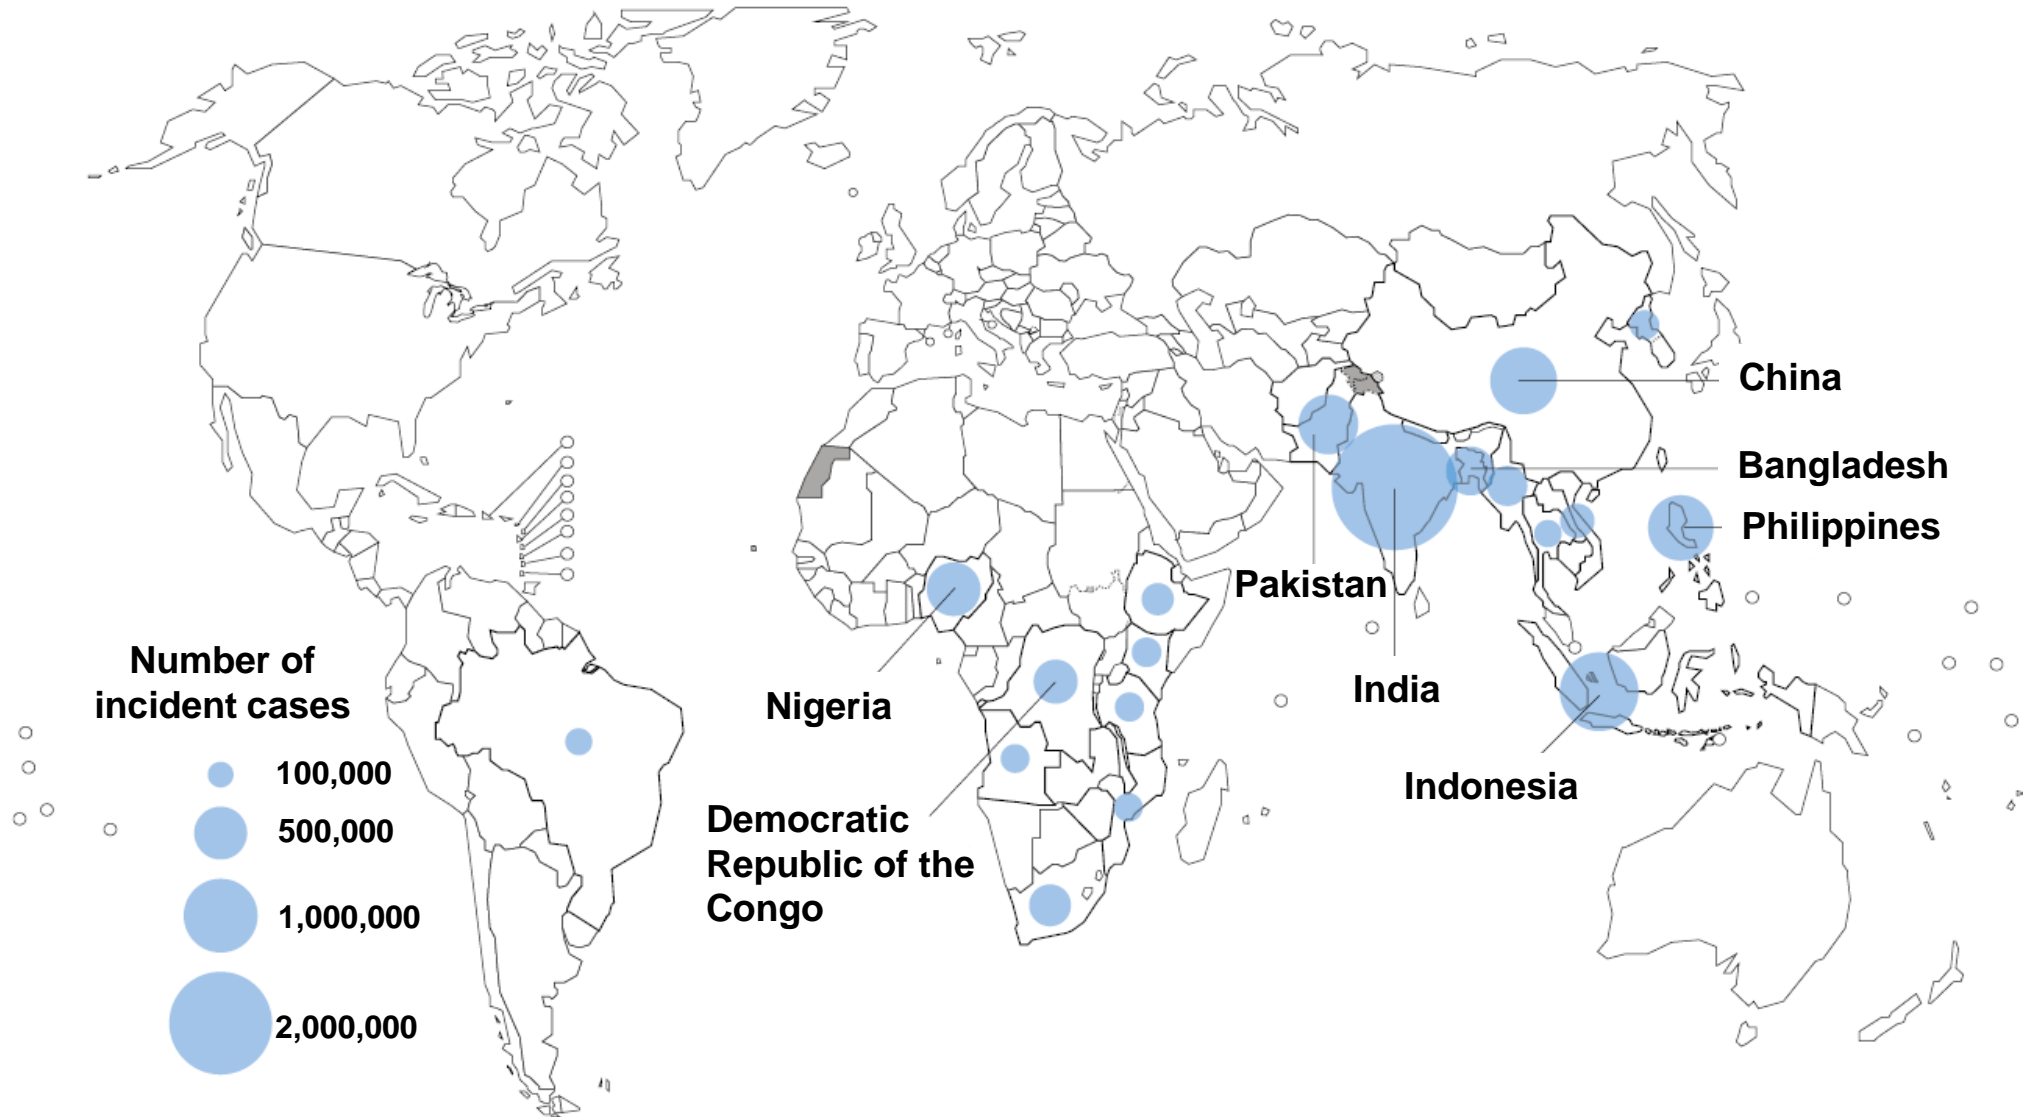 China
Bangladesh
Philippines
Pakistan
Number of
incident cases
Nigeria
India
100,000
Indonesia
500,000
Democratic
Republic of the
Congo
1,000,000
2,000,000